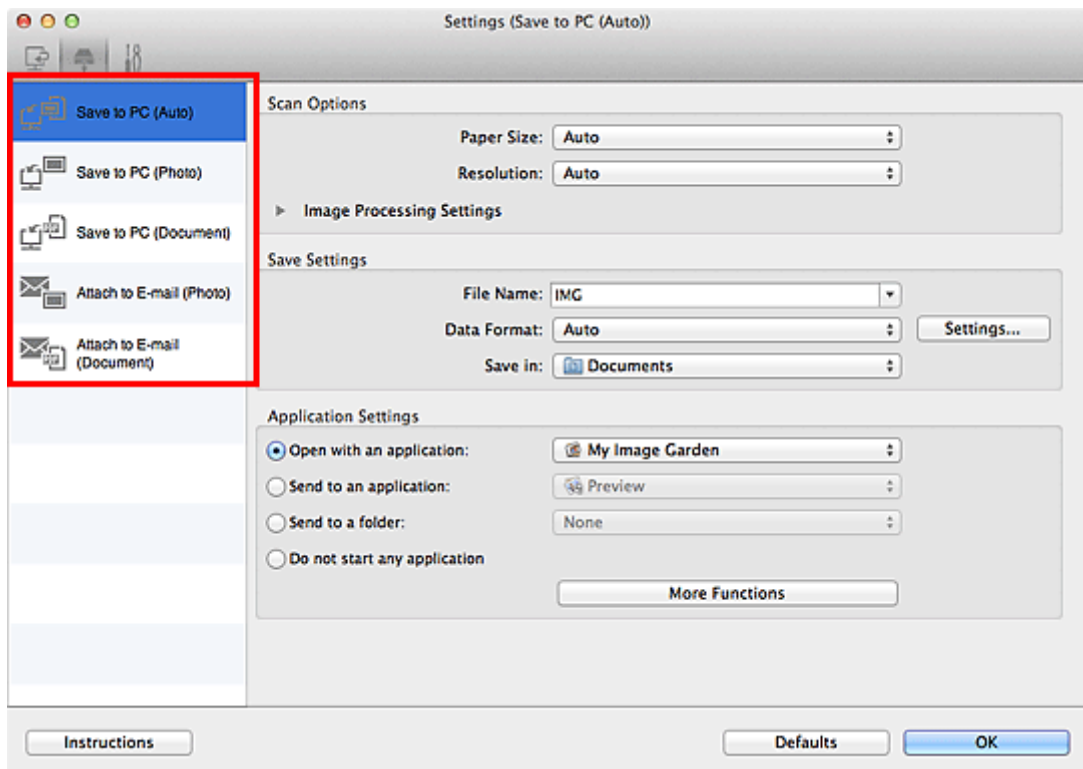 Settings (Save to PC (Auto))
Save to PC (Auto)
Save to PC (Photo)
Save to PC (Document)
Attach to E-mail (Photo)
Attach to E-mail
(Document)
Scan Options
Paper Size: Auto
Resolution: Auto
Image Processing Settings
Save Settings
File Name: IMG
Data Format: Auto
Settings...
Save in: Documents
Application Settings
Open with an application: My Image Garden
Send to an application: Preview
Send to a folder: None
Do not start any application
More Functions
Instructions
Defaults
OK